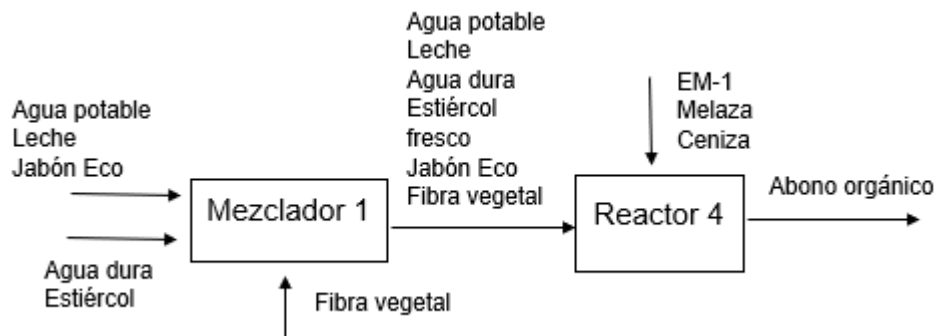 Agua potable
Leche
Jabón Eco
Agua dura
Estiércol
Mezclador 1
Fibra vegetal
Agua potable
Leche
Agua dura
Estiércol
fresco
Jabón Eco
Fibra vegetal
EM-1
Melaza
Ceniza
Reactor 4
Abono orgánico